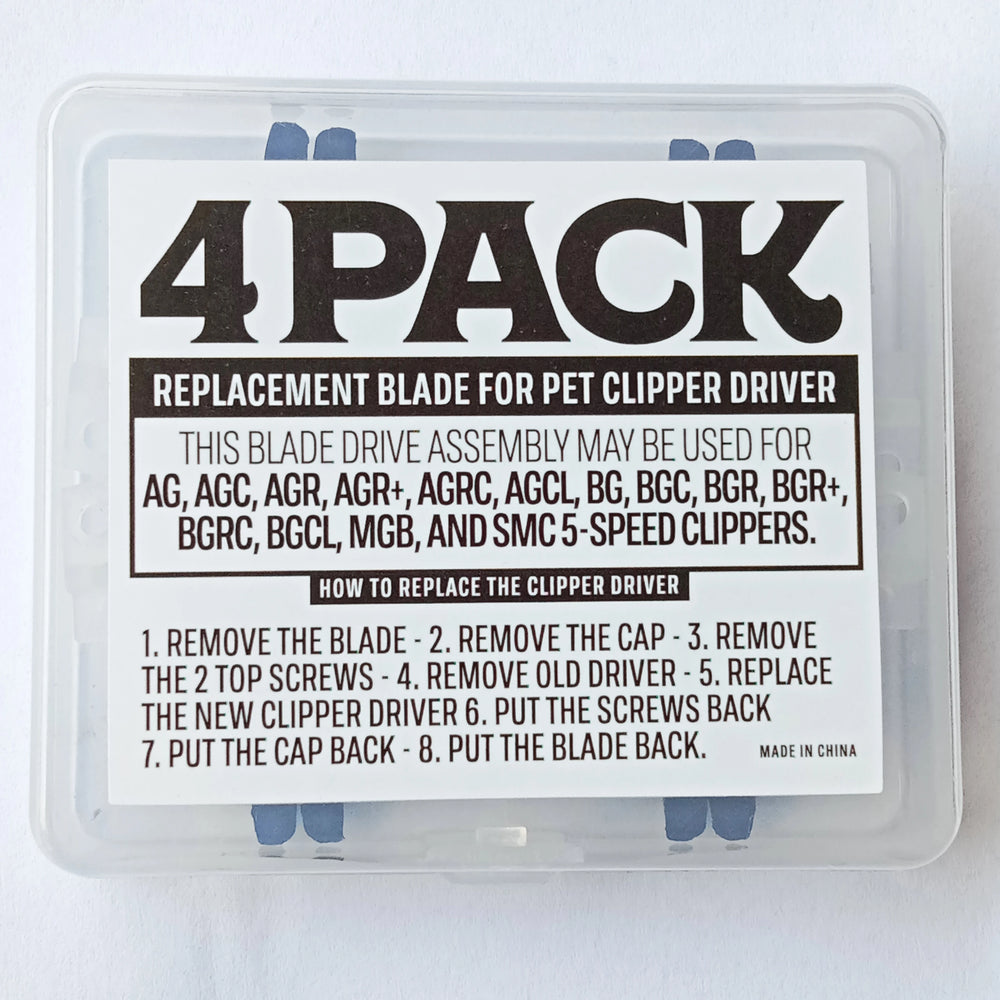 4 PACK
REPLACEMENT BLADE FOR PET CLIPPER DRIVER
THIS BLADE DRIVE ASSEMBLY MAY BE USED FOR
AG, AGC, AGR, AGR+, AGRC, AGCL, BG, BGC, BGR, BGR+,
BGRC, BGCL, MGB, AND SMC 5-SPEED CLIPPERS.
HOW TO REPLACE THE CLIPPER DRIVER
1. REMOVE THE BLADE - 2. REMOVE THE CAP - 3. REMOVE
THE 2 TOP SCREWS - 4. REMOVE OLD DRIVER - 5. REPLACE
THE NEW CLIPPER DRIVER 6. PUT THE SCREWS BACK
7. PUT THE CAP BACK - 8. PUT THE BLADE BACK.
MADE IN CHINA